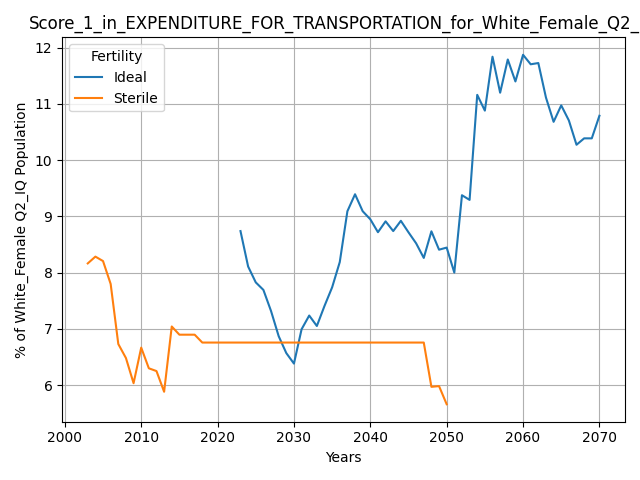 Score_1_in_EXPENDITURE_FOR_TRANSPORTATION_for_White_Female_Q2_
12
11
10
9
8
7
6
% of White_Female Q2_IQ Population
Fertility
Ideal
Sterile
2000 2010 2020 2030 2040 2050 2060 2070
Years